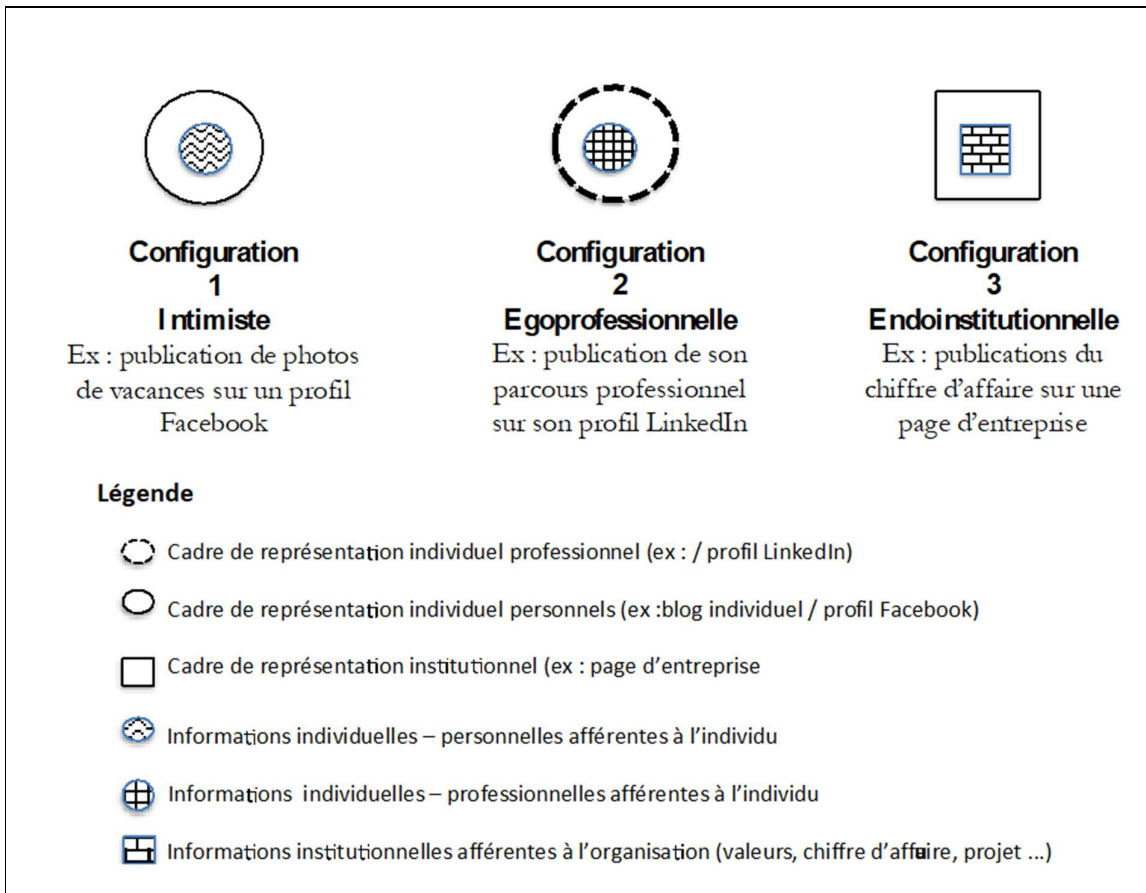 Configuration
1
Intimiste
Ex : publication de photos
de vacances sur un profil
Facebook
Configuration
2
Egoprofessionnelle
Ex : publication de son
parcours professionnel
sur son profil LinkedIn
Configuration
3
Endoinstitutionnelle
Ex : publications du
chiffre d’affaire sur une
page d’entreprise
Légende
Cadre de représentation individuel professionnel (ex : / profil LinkedIn)
Cadre de représentation individuel personnels (ex :blog individuel / profil Facebook)
Cadre de représentation institutionnel (ex : page d’entreprise
Informations individuelles – personnelles afférentes à l’individu
Informations individuelles – professionnelles afférentes à l’individu
Informations institutionnelles afférentes à l’organisation (valeurs, chiffre d’affaire, projet ...)